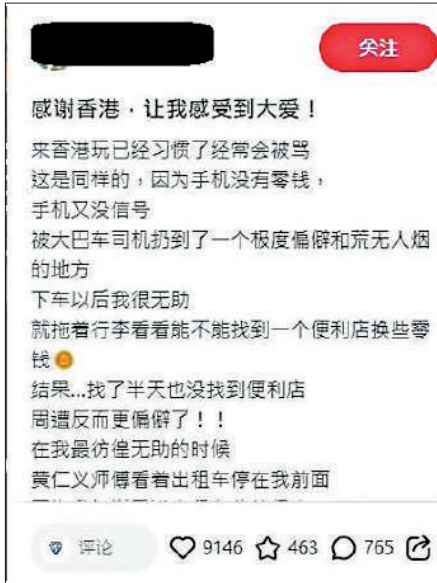 关注
感谢香港，让我感受到大爱！
来香港玩已经习惯了经常会被骂
这是同样的，因为手机没有零钱，
手机又没信号
被大巴车司机扔到了一个极度偏僻和荒无人烟
的地方
下车以后我很无助
就拖着行李看看能不能找到一个便利店换些零
钱
结果...找了半天也没找到便利店
周遭反而更偏僻了！！
在我最彷徨无助的时候
黄仁义师傅看着出租车停在我前面
评论 9146 463 765